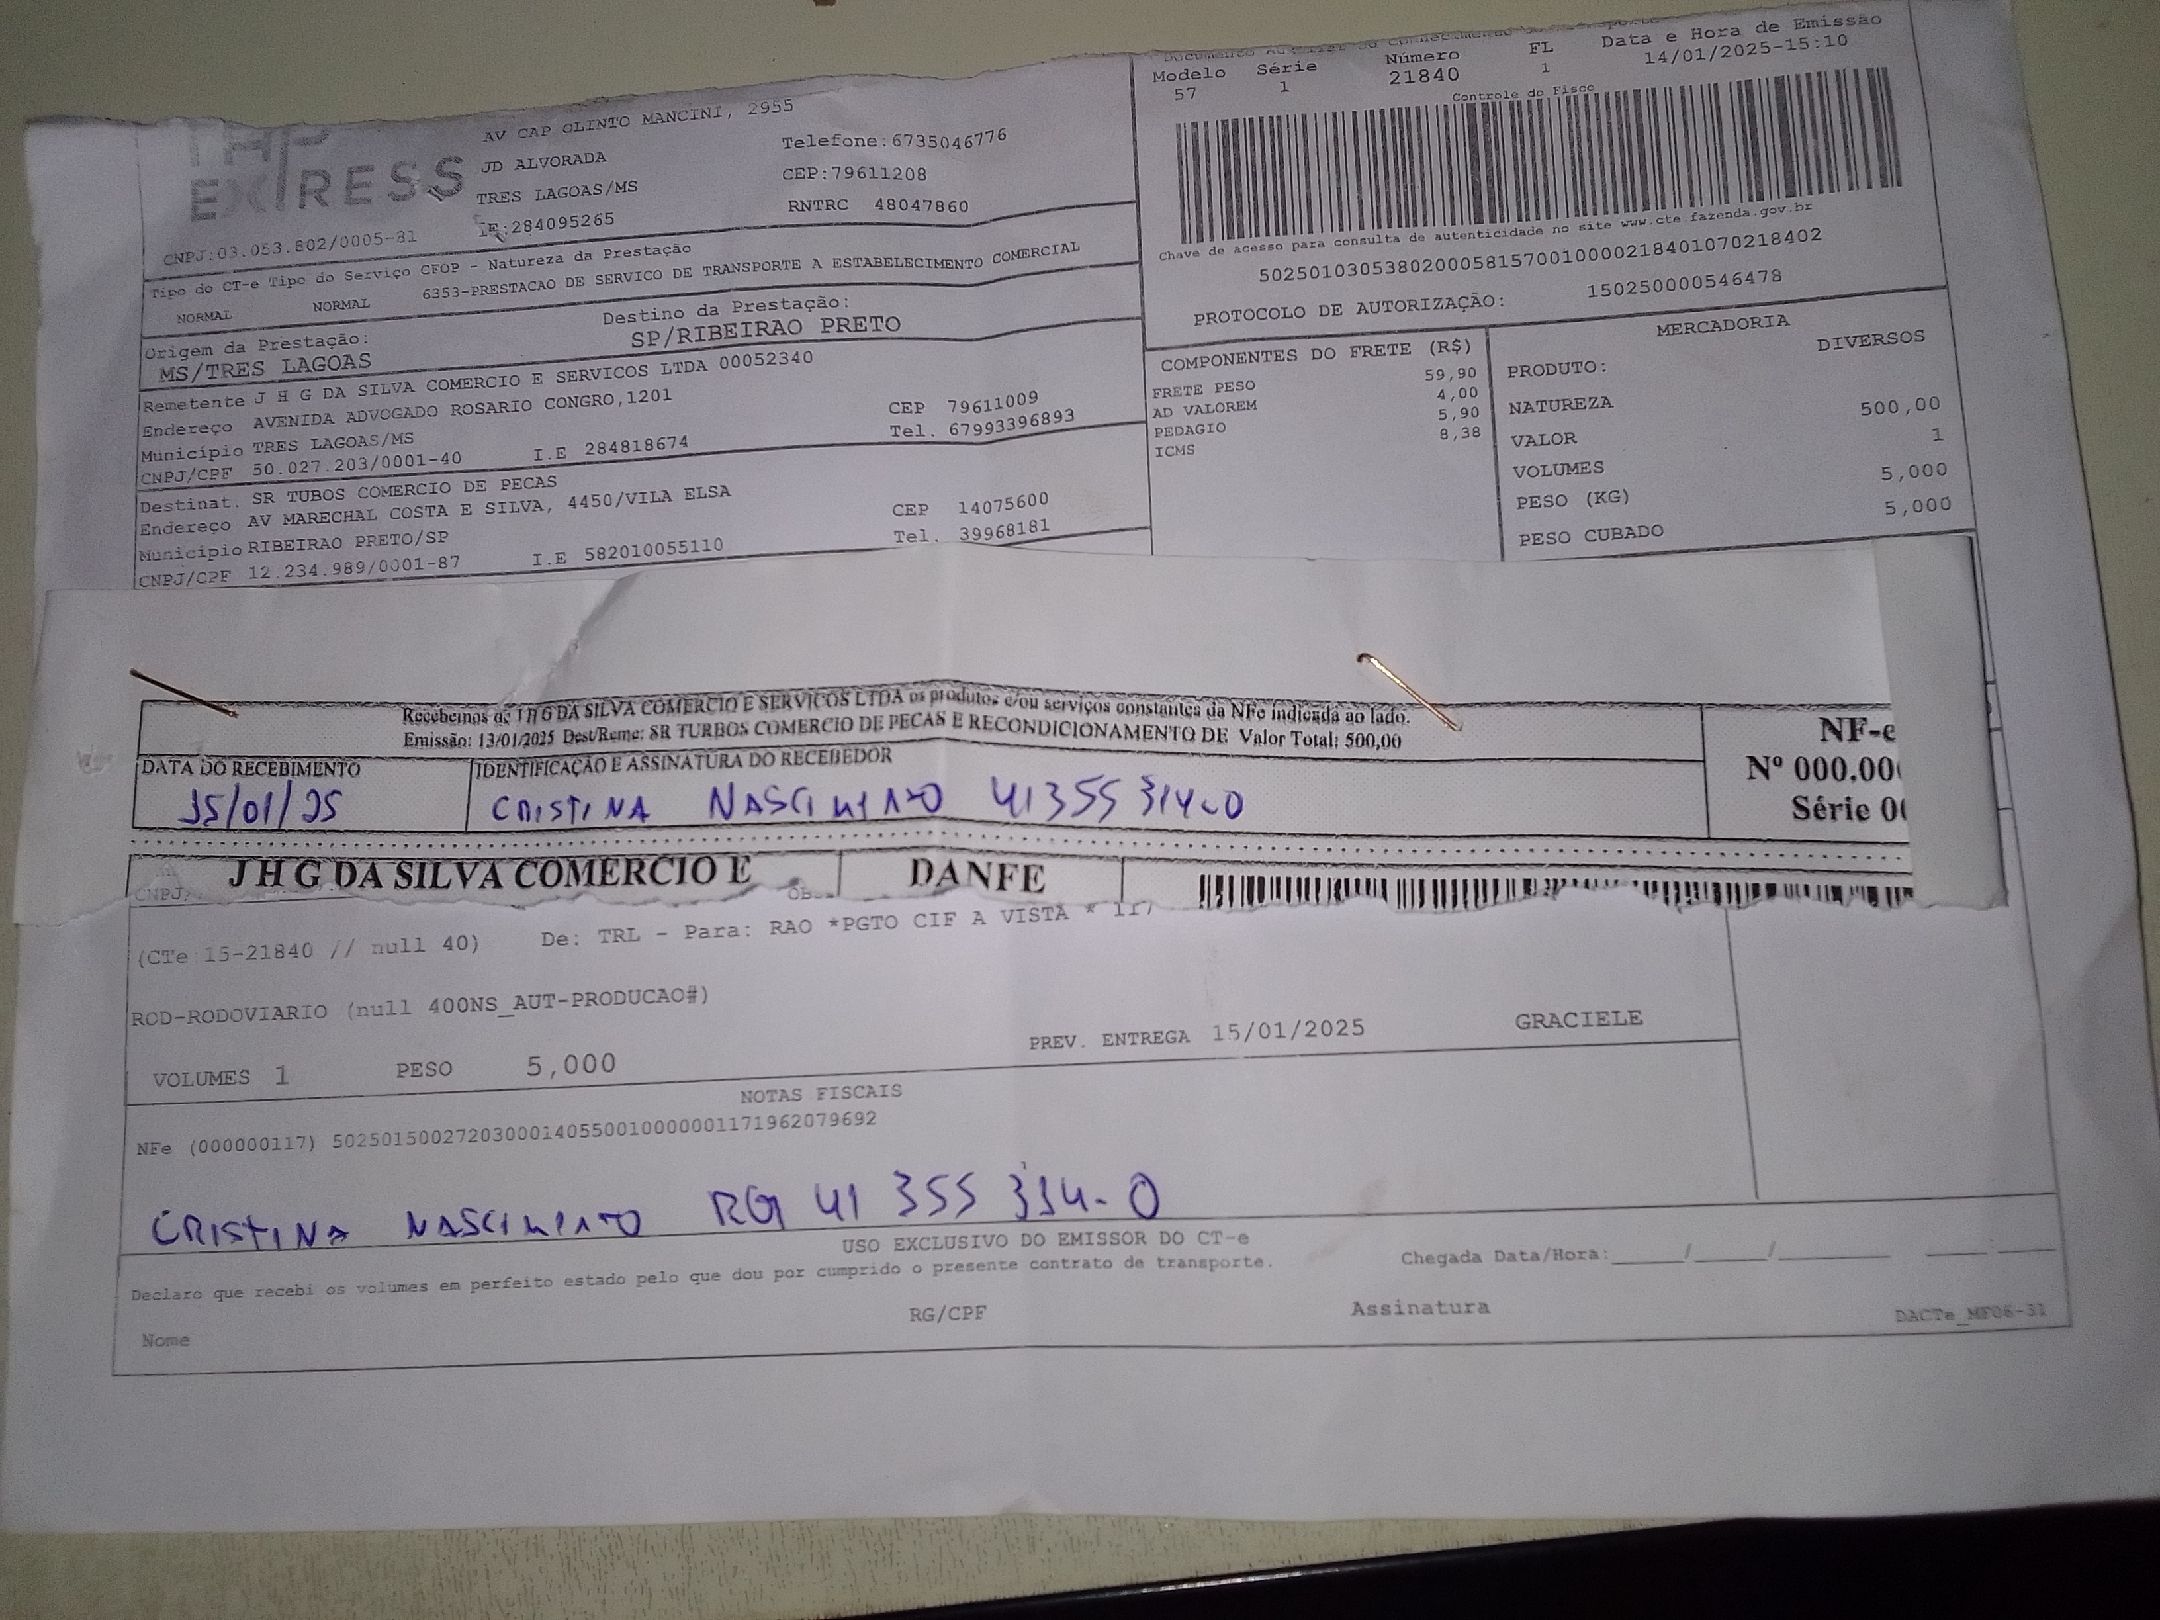 Modelo Série Número FL Data e Hora de Emissão
57 1 21840 1 14/01/2025-15:10
Controle do Fisco
EXPRESS
AV CAP OLINTO MANCINI, 2955
JD ALVORADA Telefone:6735046776
TRES LAGOAS/MS CEP:79611208
CNPJ:03.053.802/0005-81 IE:284095265 RNTRC 48047860
Chave de acesso para consulta de autenticidade no site www.cte.fazenda.gov.br
50250103053802000581570010000218401070218402
PROTOCOLO DE AUTORIZAÇÃO: 150250000546478
Tipo do CT-e Tipo do Serviço CFOP - Natureza da Prestação
NORMAL NORMAL 6353-PRESTACAO DE SERVICO DE TRANSPORTE A ESTABELECIMENTO COMERCIAL
Origem da Prestação: Destino da Prestação:
MS/TRES LAGOAS SP/RIBEIRAO PRETO
Remetente J H G DA SILVA COMERCIO E SERVICOS LTDA 00052340
Endereço AVENIDA ADVOGADO ROSARIO CONGRO,1201 CEP 79611009
Município TRES LAGOAS/MS Tel. 67993396893
CNPJ/CPF 50.027.203/0001-40 I.E 284818674
Destinat. SR TUBOS COMERCIO DE PECAS
Endereço AV MARECHAL COSTA E SILVA, 4450/VILA ELSA CEP 14075600
Município RIBEIRAO PRETO/SP Tel. 39968181
CNPJ/CPF 12.234.989/0001-87 I.E 582010055110
COMPONENTES DO FRETE (R$)
FRETE PESO 59,90
AD VALOREM 4,00
PEDAGIO 5,90
ICMS 8,38
MERCADORIA
PRODUTO: DIVERSOS
NATUREZA
VALOR 500,00
VOLUMES 1
PESO (KG) 5,000
PESO CUBADO 5,000
Recebemos de J H G DA SILVA COMERCIO E SERVICOS LTDA os produtos e/ou serviços constantes da NFe indicada ao lado.
Emissão: 13/01/2025 Dest/Reme: SR TURBOS COMERCIO DE PECAS E RECONDICIONAMENTO DE Valor Total: 500,00
NF-e
Nº 000.00
Série 0
DATA DO RECEBIMENTO IDENTIFICAÇÃO E ASSINATURA DO RECEBEDOR
15/01/25 CRISTINA NASCIMENTO 41355314-0
J H G DA SILVA COMERCIO E DANFE
CNPJ
(CTe 15-21840 // null 40) De: TRL - Para: RAO *PGTO CIF A VISTA * 117
ROD-RODOVIARIO (null 400NS_AUT-PRODUCAO#)
VOLUMES 1 PESO 5,000 PREV. ENTREGA 15/01/2025 GRACIELE
NOTAS FISCAIS
NFe (000000117) 50250150027203000140550010000001171962079692
CRISTINA NASCIMENTO RG 41 355 314-0
USO EXCLUSIVO DO EMISSOR DO CT-e
Declaro que recebi os volumes em perfeito estado pelo que dou por cumprido o presente contrato de transporte. Chegada Data/Hora:_____/_____/________ ____ ____
Nome RG/CPF Assinatura
DACTe_MF06-31